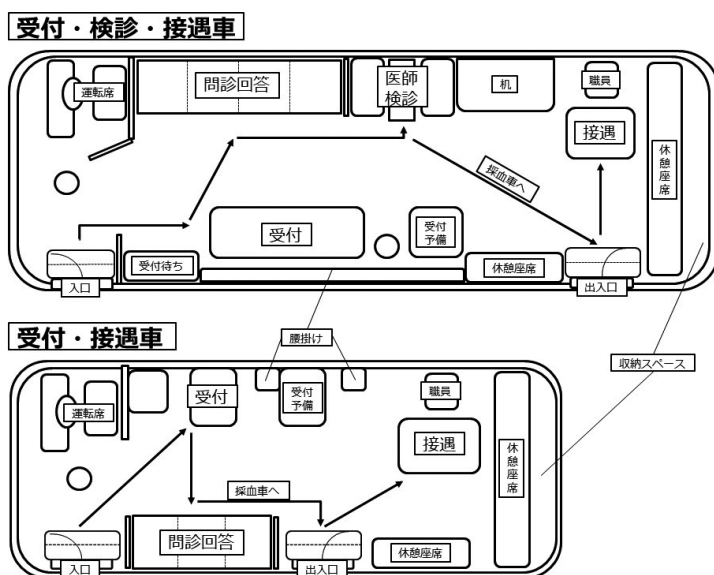 受付・検診・接遇車
運転席
問診回答
医師
検診
机
職員
接遇
休憩座席
採血車へ
受付
受付
予備
受付待ち
休憩座席
入口
出入口
腰掛け
収納スペース
受付・接遇車
運転席
受付
受付
予備
職員
接遇
休憩座席
採血車へ
問診回答
休憩座席
入口
出入口